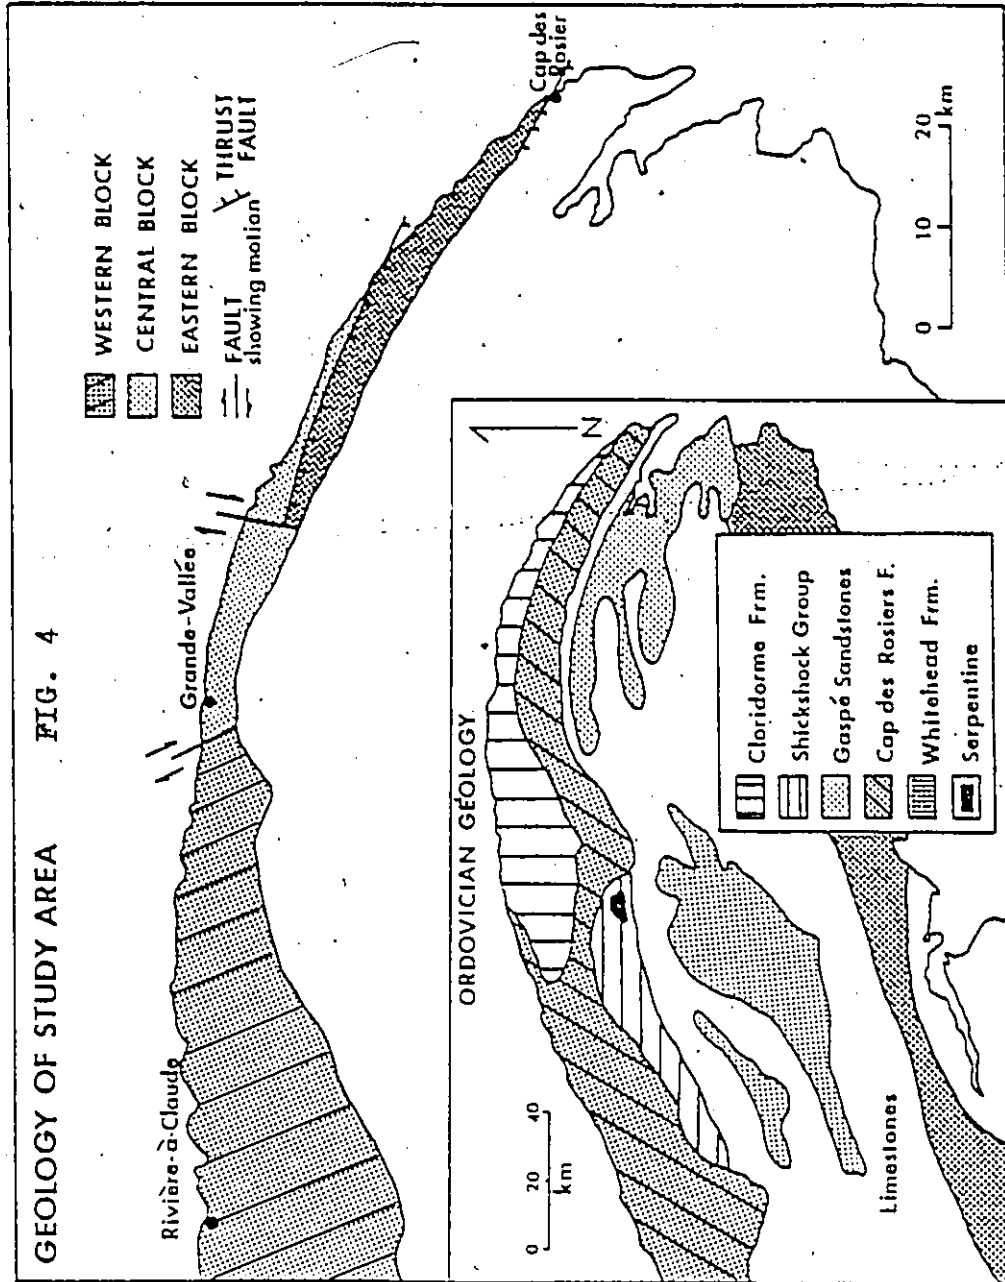 GEOLOGY OF STUDY AREA FIG. 4
Rivière-à-Claude
Grande-Vallée
Cap des
Rosier
WESTERN BLOCK
CENTRAL BLOCK
EASTERN BLOCK
FAULT
showing motion
THRUST
FAULT
0 10 20
km
ORDOVICIAN GEOLOGY
N
0 20 40
km
Limestones
Cloridorme Frm.
Shickshock Group
Gaspé Sandstones
Cap des Rosiers F.
Whitehead Frm.
Serpentine